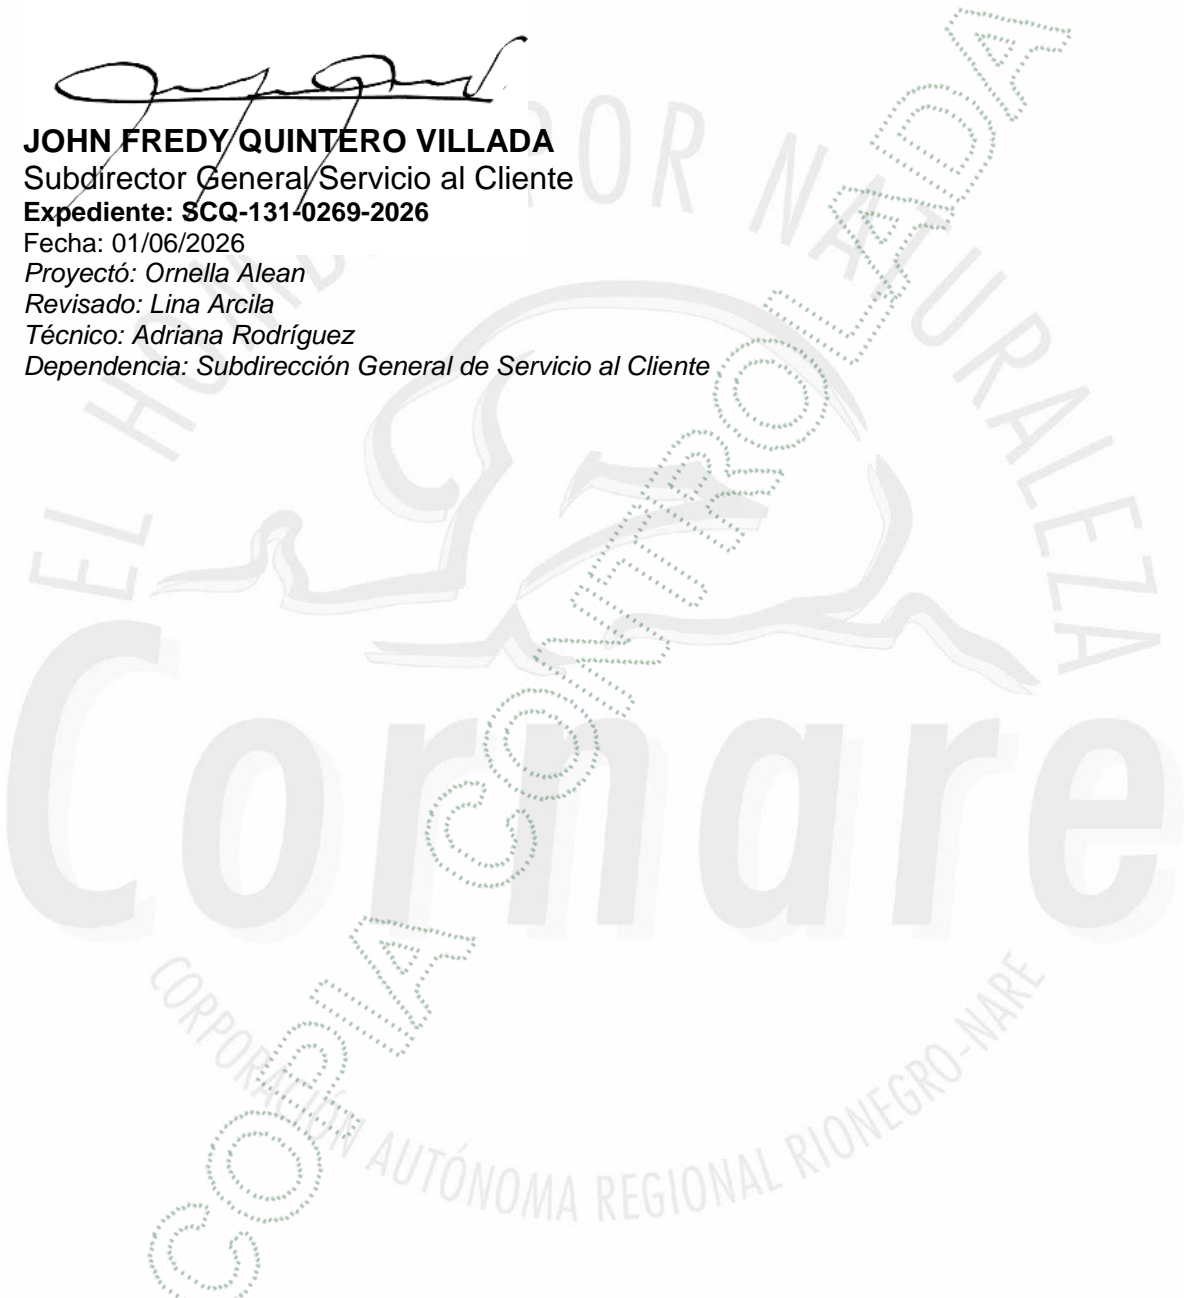 JOHN FREDY QUINTERO VILLADA
Subdirector General Servicio al Cliente
Expediente: SCQ-131-0269-2026
Fecha: 01/06/2026
Proyectó: Ornella Alean
Revisado: Lina Arcila
Técnico: Adriana Rodríguez
Dependencia: Subdirección General de Servicio al Cliente
EL HOMB OR NATURALEZA
Cornare
CORPORACIÓN AUTÓNOMA REGIONAL RIONEGRO-NARE
COPIA CONTROLADA